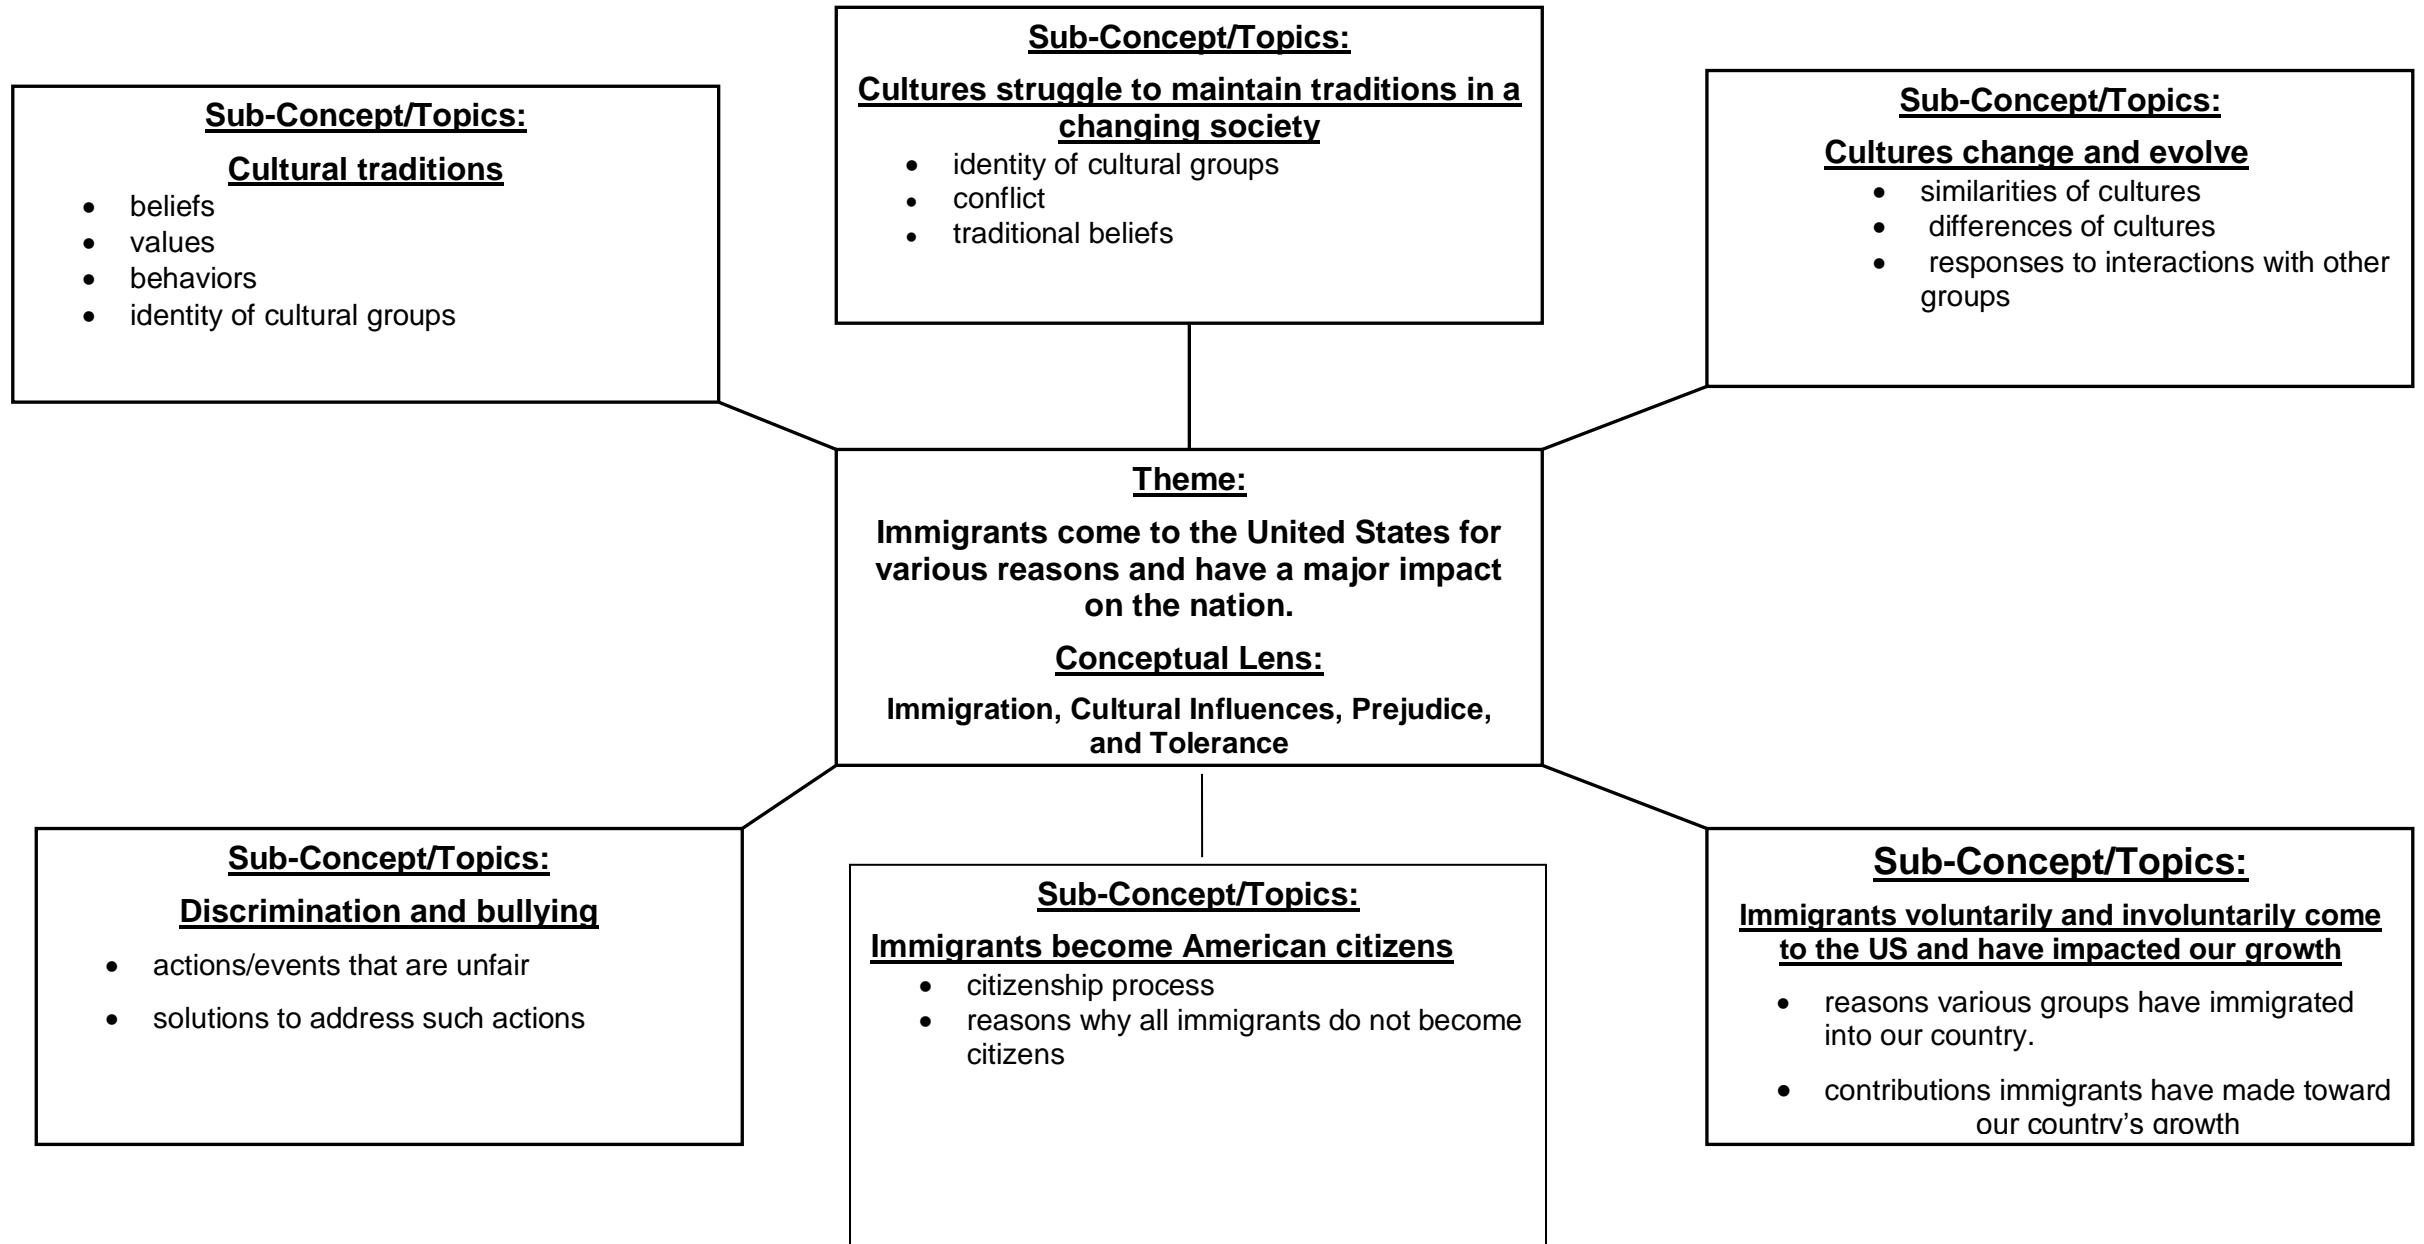 Sub-Concept/Topics:
Cultural traditions
• beliefs
• values
• behaviors
• identity of cultural groups
Sub-Concept/Topics:
Cultures struggle to maintain traditions in a
changing society
• identity of cultural groups
• conflict
• traditional beliefs
Sub-Concept/Topics:
Cultures change and evolve
• similarities of cultures
• differences of cultures
• responses to interactions with other
groups
Theme:
Immigrants come to the United States for
various reasons and have a major impact
on the nation.
Conceptual Lens:
Immigration, Cultural Influences, Prejudice,
and Tolerance
Sub-Concept/Topics:
Discrimination and bullying
• actions/events that are unfair
• solutions to address such actions
Sub-Concept/Topics:
Immigrants become American citizens
• citizenship process
• reasons why all immigrants do not become
citizens
Sub-Concept/Topics:
Immigrants voluntarily and involuntarily come
to the US and have impacted our growth
• reasons various groups have immigrated
into our country.
• contributions immigrants have made toward
our country’s growth